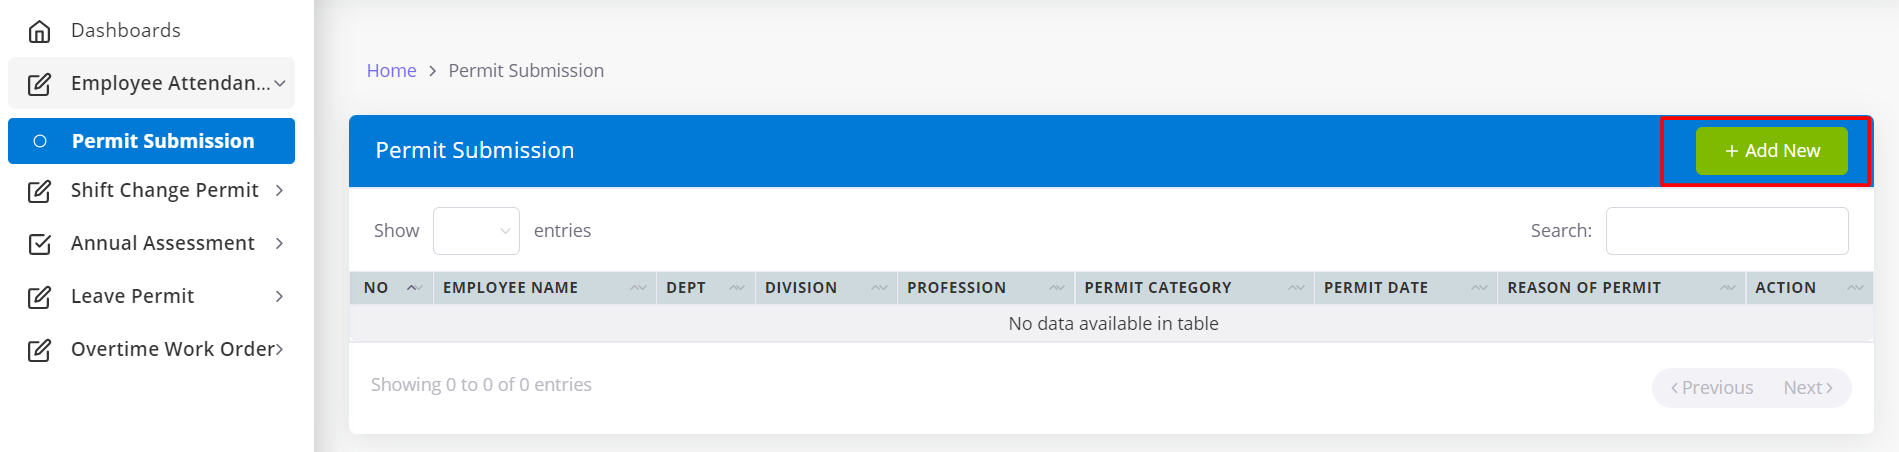 Dashboards
Employee Attendan...
Permit Submission
Shift Change Permit
Annual Assessment
Leave Permit
Overtime Work Order
Home > Permit Submission
Permit Submission
+ Add New
Show entries
Search:
NO EMPLOYEE NAME DEPT DIVISION PROFESSION PERMIT CATEGORY PERMIT DATE REASON OF PERMIT ACTION
No data available in table
Showing 0 to 0 of 0 entries
Previous Next